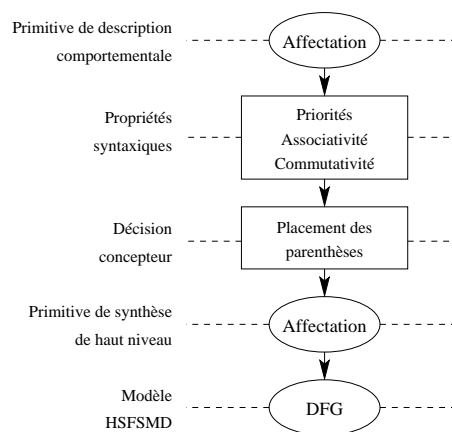 Primitive de description
comportementale
Affectation
Propriétés
syntaxiques
Priorités
Associativité
Commutativité
Décision
concepteur
Placement des
parenthèses
Primitive de synthèse
de haut niveau
Affectation
Modèle
HSFSMD
DFG